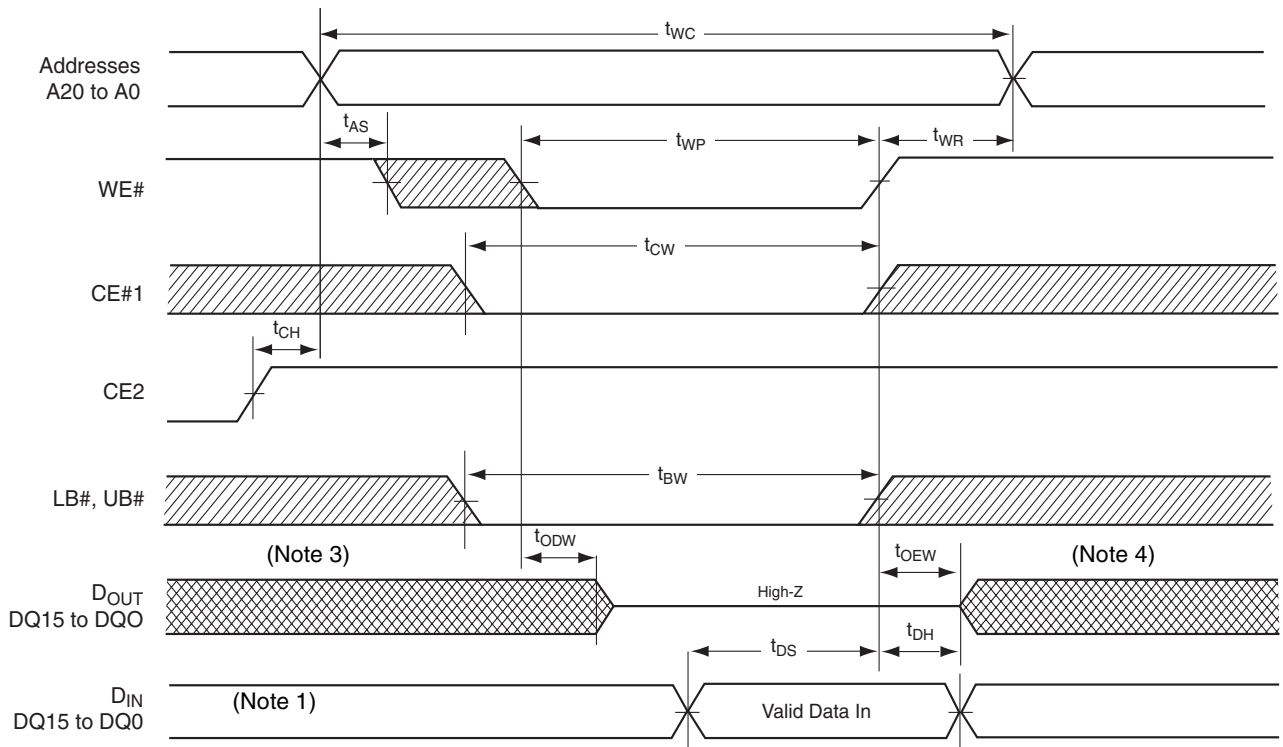 tWC
Addresses
A20 to A0
tAS
tWP
tWR
WE#
tCW
CE#1
tCH
CE2
tBW
LB#, UB#
(Note 3)
tODW
tOEW
(Note 4)
DOUT
DQ15 to DQO
High-Z
tDS
tDH
DIN
DQ15 to DQ0
(Note 1)
Valid Data In